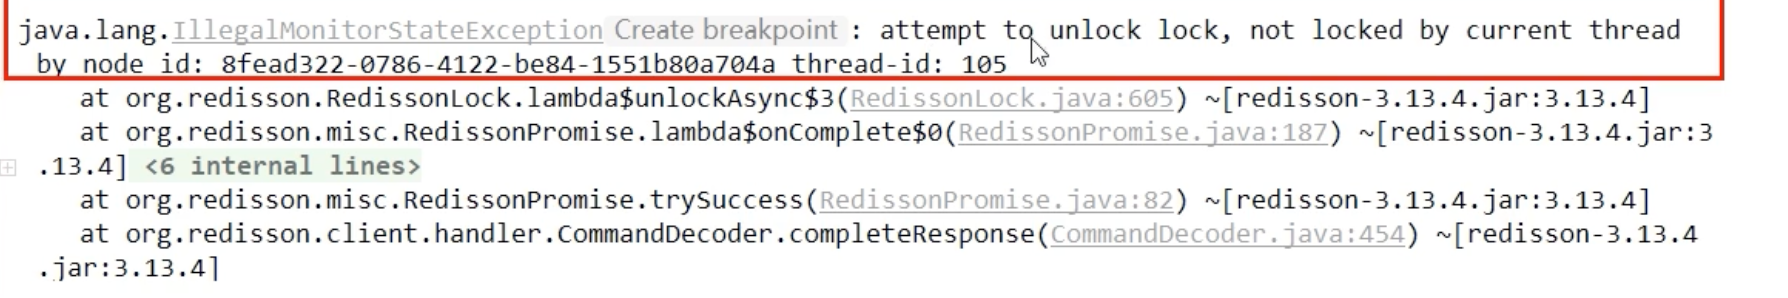 java.lang.IllegalMonitorStateException Create breakpoint : attempt to unlock lock, not locked by current thread
by node id: 8fead322-0786-4122-be84-1551b80a704a thread-id: 105
at org.redisson.RedissonLock.lambda$unlockAsync$3(RedissonLock.java:605) ~[redisson-3.13.4.jar:3.13.4]
at org.redisson.misc.RedissonPromise.lambda$onComplete$0(RedissonPromise.java:187) ~[redisson-3.13.4.jar:3
.13.4] <6 internal lines>
at org.redisson.misc.RedissonPromise.trySuccess(RedissonPromise.java:82) ~[redisson-3.13.4.jar:3.13.4]
at org.redisson.client.handler.CommandDecoder.completeResponse(CommandDecoder.java:454) ~[redisson-3.13.4
.jar:3.13.4]